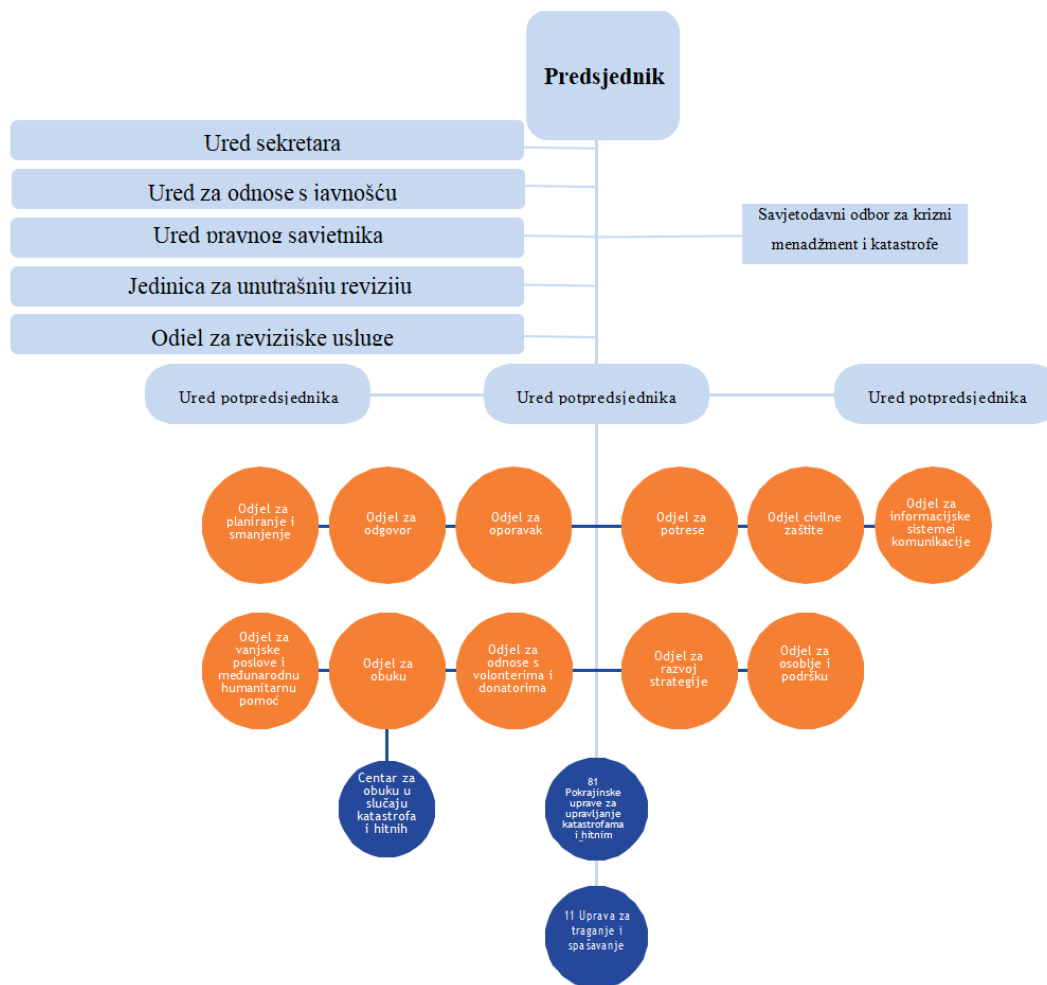 Predsjednik
Ured sekretara
Ured za odnose s javnošću
Ured pravnog savjetnika
Savjetodavni odbor za krizni
menadžment i katastrofe
Jedinica za unutrašnju reviziju
Odjel za revizijske usluge
Ured potpredsjednika
Ured potpredsjednika
Ured potpredsjednika
Odjel za
planiranje i
smanjenje
Odjel za
odgovor
Odjel za
oporavak
Odjel za
potrese
Odjel civilne
zaštite
Odjel za
informacijske
sistemei
komunikacije
Odjel za
vanjske
poslove i
međunarodnu
humanitarnu
pomoć
Odjel za
obuku
Odjel za
odnose s
volonterima i
donatorima
Odjel za
razvoj
strategije
Odjel za
osoblje i
podršku
Centar za
obuku u
slučaju
katastrofa
i hitnih
81
Pokrajinske
uprave za
upravljanje
katastrofama
i hitnim
11 Uprava za
traganje i
spašavanje